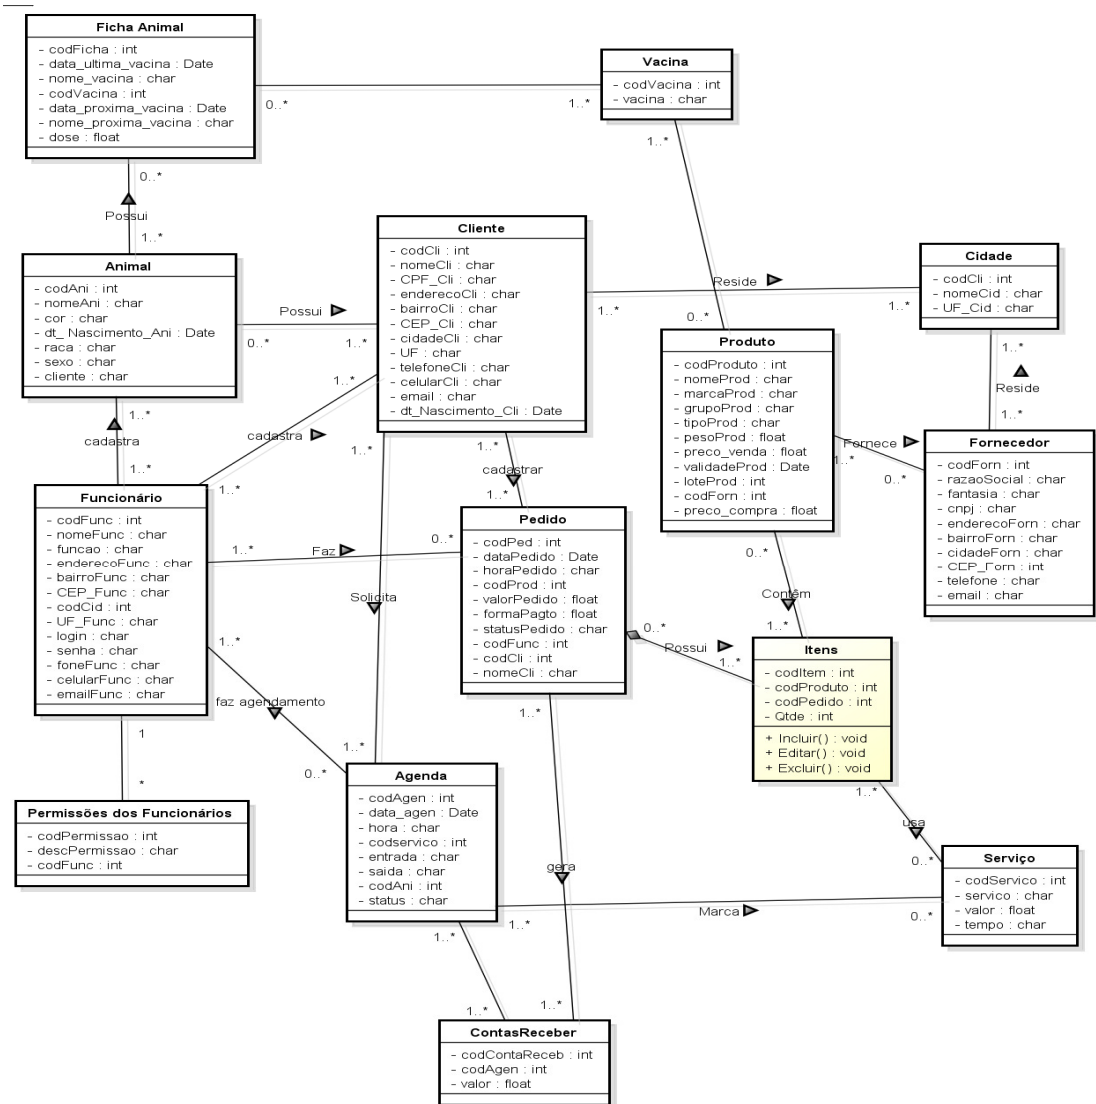 Ficha Animal
- codFicha : int
- data_ultima_vacina : Date
- nome_vacina : char
- codVacina : int
- data_proxima_vacina : Date
- nome_proxima_vacina : char
- dose : float
0..*
1..*
Vacina
- codVacina : int
- vacina : char
1..*
0..*
Possui
1..*
Animal
- codAni : int
- nomeAni : char
- cor : char
- dt_ Nascimento_Ani : Date
- raca : char
- sexo : char
- cliente : char
Possui
0..*
1..*
Cliente
- codCli : int
- nomeCli : char
- CPF_Cli : char
- enderecoCli : char
- bairroCli : char
- CEP_Cli : char
- cidadeCli : char
- UF : char
- telefoneCli : char
- celularCli : char
- email : char
- dt_Nascimento_Cli : Date
Reside
1..*
1..*
Cidade
- codCli : int
- nomeCid : char
- UF_Cid : char
1..*
Reside
1..*
0..*
Produto
- codProduto : int
- nomeProd : char
- marcaProd : char
- grupoProd : char
- tipoProd : char
- pesoProd : float
- preco_venda : float
- validadeProd : Date
- loteProd : int
- codForn : int
- preco_compra : float
Fornece
1..*
0..*
Fornecedor
- codForn : int
- razaoSocial : char
- fantasia : char
- cnpj : char
- enderecoForn : char
- bairroForn : char
- cidadeForn : char
- CEP_Forn : int
- telefone : char
- email : char
1..*
cadastra
1..*
1..*
cadastra
1..*
Funcionário
- codFunc : int
- nomeFunc : char
- funcao : char
- enderecoFunc : char
- bairroFunc : char
- CEP_Func : char
- codCid : int
- UF_Func : char
- login : char
- senha : char
- foneFunc : char
- celularFunc : char
- emailFunc : char
1..*
Faz
0..*
1..*
cadastrar
1..*
Pedido
- codPed : int
- dataPedido : Date
- horaPedido : char
- codProd : int
- valorPedido : float
- formaPagto : float
- statusPedido : char
- codFunc : int
- codCli : int
- nomeCli : char
1..*
Solicita
1..*
0..*
Possui
1..*
0..*
Contêm
1..*
Itens
- codItem : int
- codProduto : int
- codPedido : int
- Qtde : int
+ Incluir() : void
+ Editar() : void
+ Excluir() : void
1..*
faz agendamento
0..*
1
*
Permissões dos Funcionários
- codPermissao : int
- descPermissao : char
- codFunc : int
Agenda
- codAgen : int
- data_agen : Date
- hora : char
- codservico : int
- entrada : char
- saida : char
- codAni : int
- status : char
1..*
gera
1..*
1..*
usa
0..*
Serviço
- codServico : int
- servico : char
- valor : float
- tempo : char
1..*
Marca
0..*
1..*
1..*
ContasReceber
- codContaReceb : int
- codAgen : int
- valor : float